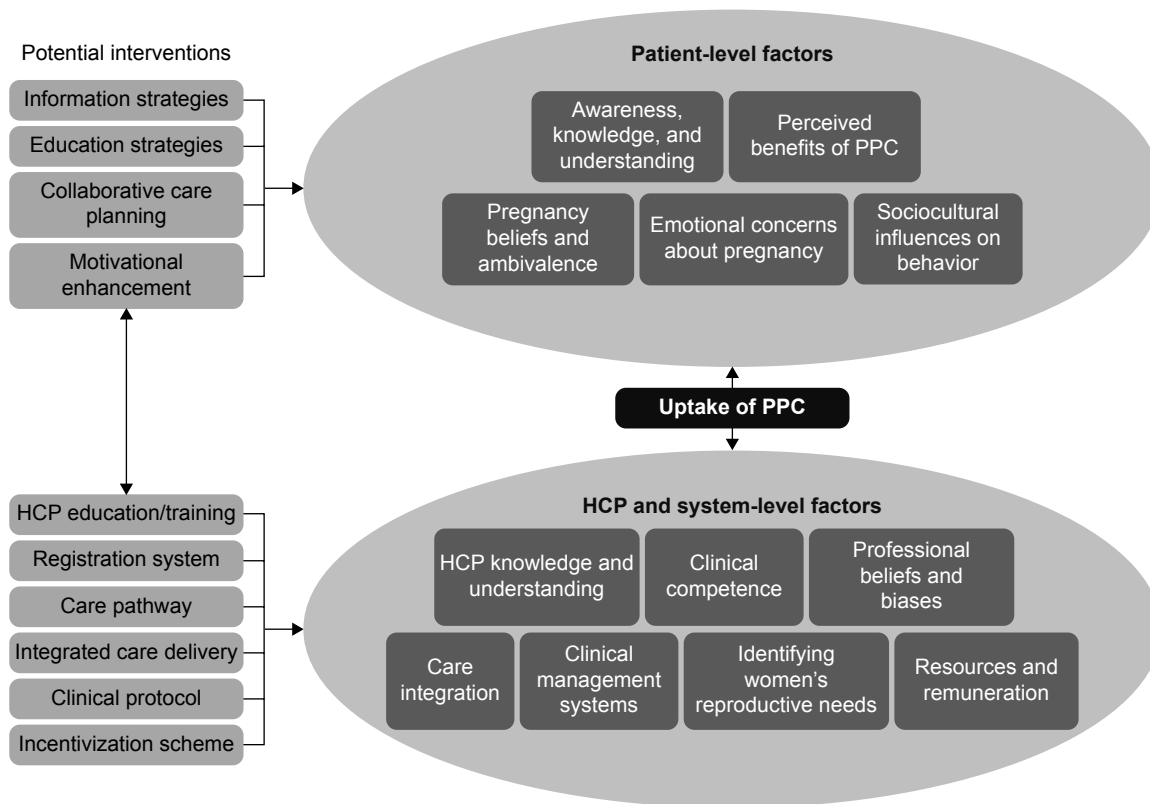 Potential interventions
Information strategies
Education strategies
Collaborative care
planning
Motivational
enhancement
Patient-level factors
Awareness,
knowledge, and
understanding
Perceived
benefits of PPC
Pregnancy
beliefs and
ambivalence
Emotional concerns
about pregnancy
Sociocultural
influences on
behavior
Uptake of PPC
HCP education/training
Registration system
Care pathway
Integrated care delivery
Clinical protocol
Incentivization scheme
HCP and system-level factors
HCP knowledge and
understanding
Clinical
competence
Professional
beliefs and
biases
Care
integration
Clinical
management
systems
Identifying
women’s
reproductive needs
Resources and
remuneration